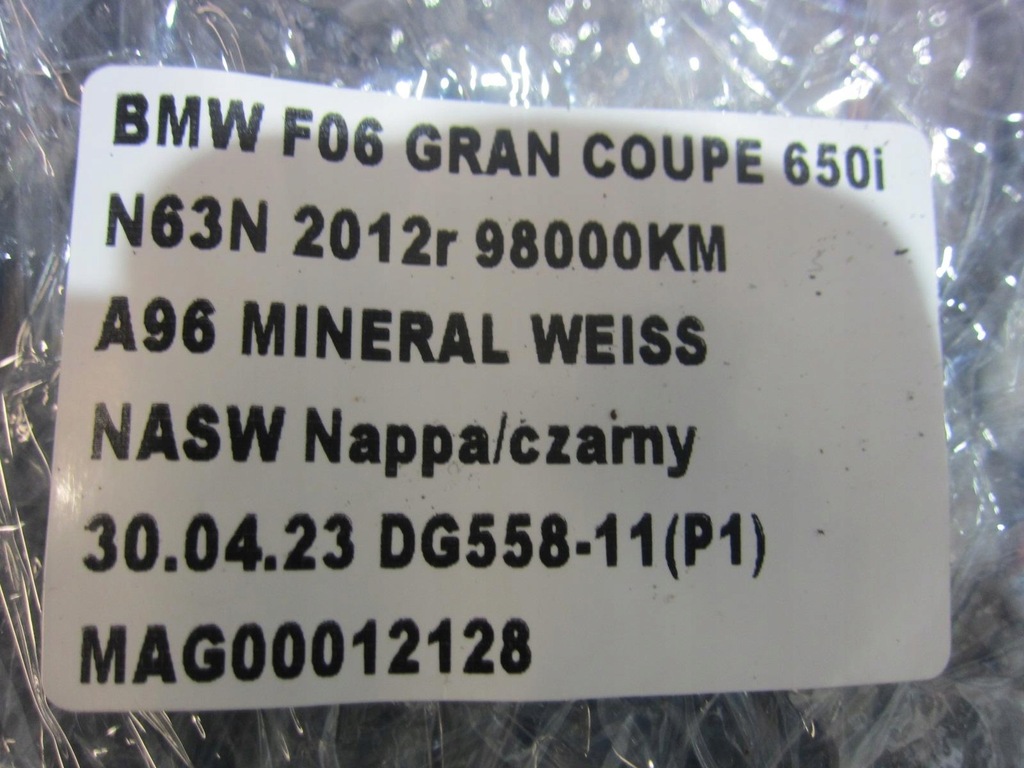 BMW F06 GRAN COUPE 650i
N63N 2012r 98000KM
A96 MINERAL WEISS
NASW Nappa/czarny
30.04.23 DG558-11(P1)
MAG00012128